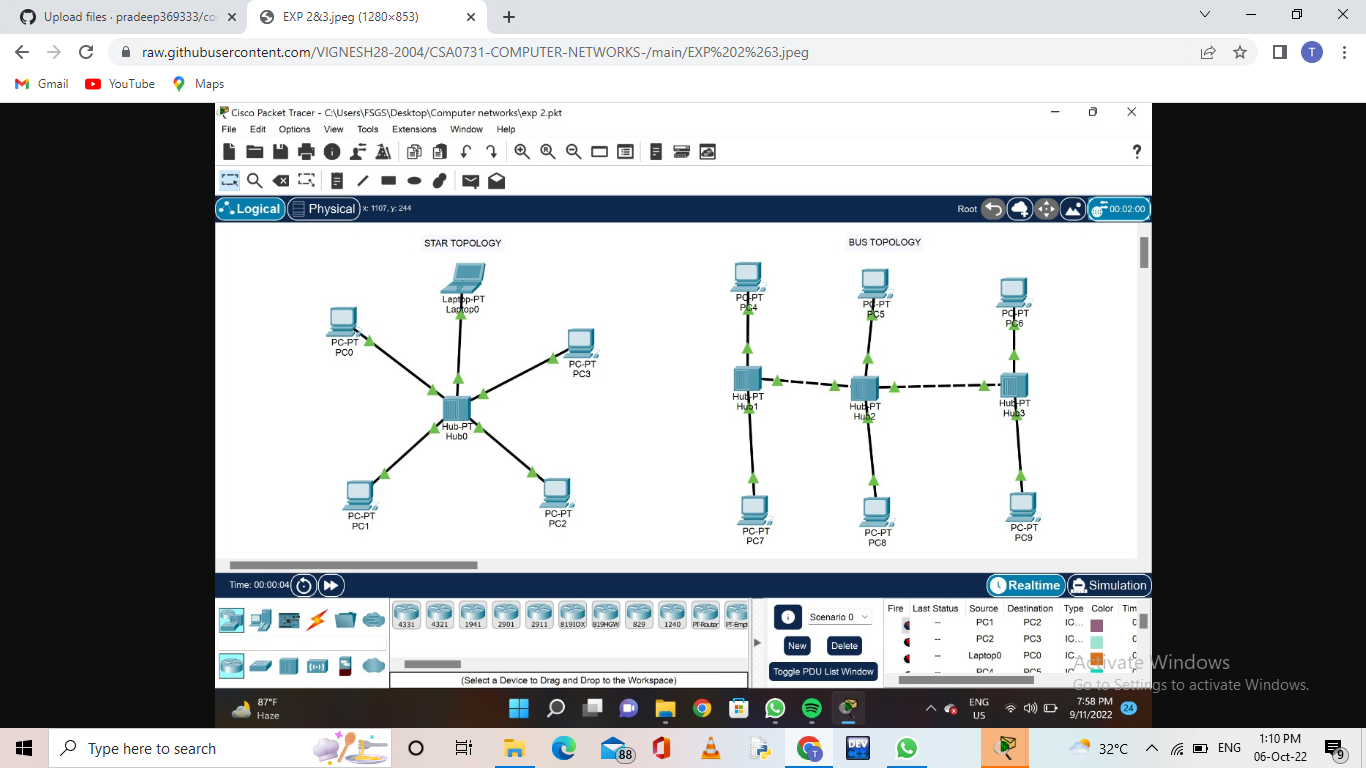 Upload files · pradeep369333/co
EXP 2&3.jpeg (1280×853)
raw.githubusercontent.com/VIGNESH28-2004/CSA0731-COMPUTER-NETWORKS-/main/EXP%202%263.jpeg
T
Gmail
YouTube
Maps
Cisco Packet Tracer - C:\Users\FSGS\Desktop\Computer networks\exp 2.pkt
File Edit Options View Tools Extensions Window Help
?
Logical
Physical
x: 1107, y: 244
Root
00:02:00
STAR TOPOLOGY
BUS TOPOLOGY
Laptop-PT
Laptop0
PC-PT
PC0
PC-PT
PC3
Hub-PT
Hub0
PC-PT
PC1
PC-PT
PC2
PC-PT
PC4
PC-PT
PC5
PC-PT
PC6
Hub-PT
Hub1
Hub-PT
Hub2
Hub-PT
Hub3
PC-PT
PC7
PC-PT
PC8
PC-PT
PC9
Time: 00:00:04
Realtime
Simulation
4331 4321 1941 2901 2911 819IOX 819HGW 829 1240 PT-Router PT-Emp
(Select a Device to Drag and Drop to the Workspace)
Scenario 0
New
Delete
Toggle PDU List Window
Fire Last Status Source Destination Type Color Tim
-- PC1 PC2 IC...
-- PC2 PC3 IC...
-- Laptop0 PC0 IC...
-- PC4 PC5 IC...
Activate Windows
Go to Settings to activate Windows.
87°F
Haze
ENG
US
7:58 PM
9/11/2022
24
Type here to search
88
DEV
T
32°C
ENG
1:10 PM
06-Oct-22
9